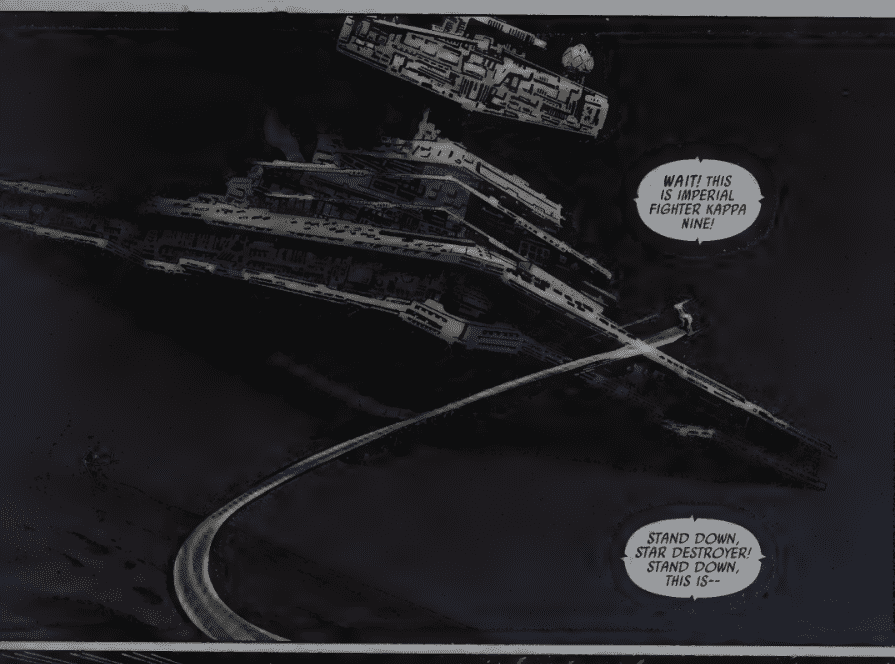 WAIT! THIS
IS IMPERIAL
FIGHTER KAPPA
NINE!
STAND DOWN,
STAR DESTROYER!
STAND DOWN,
THIS IS--